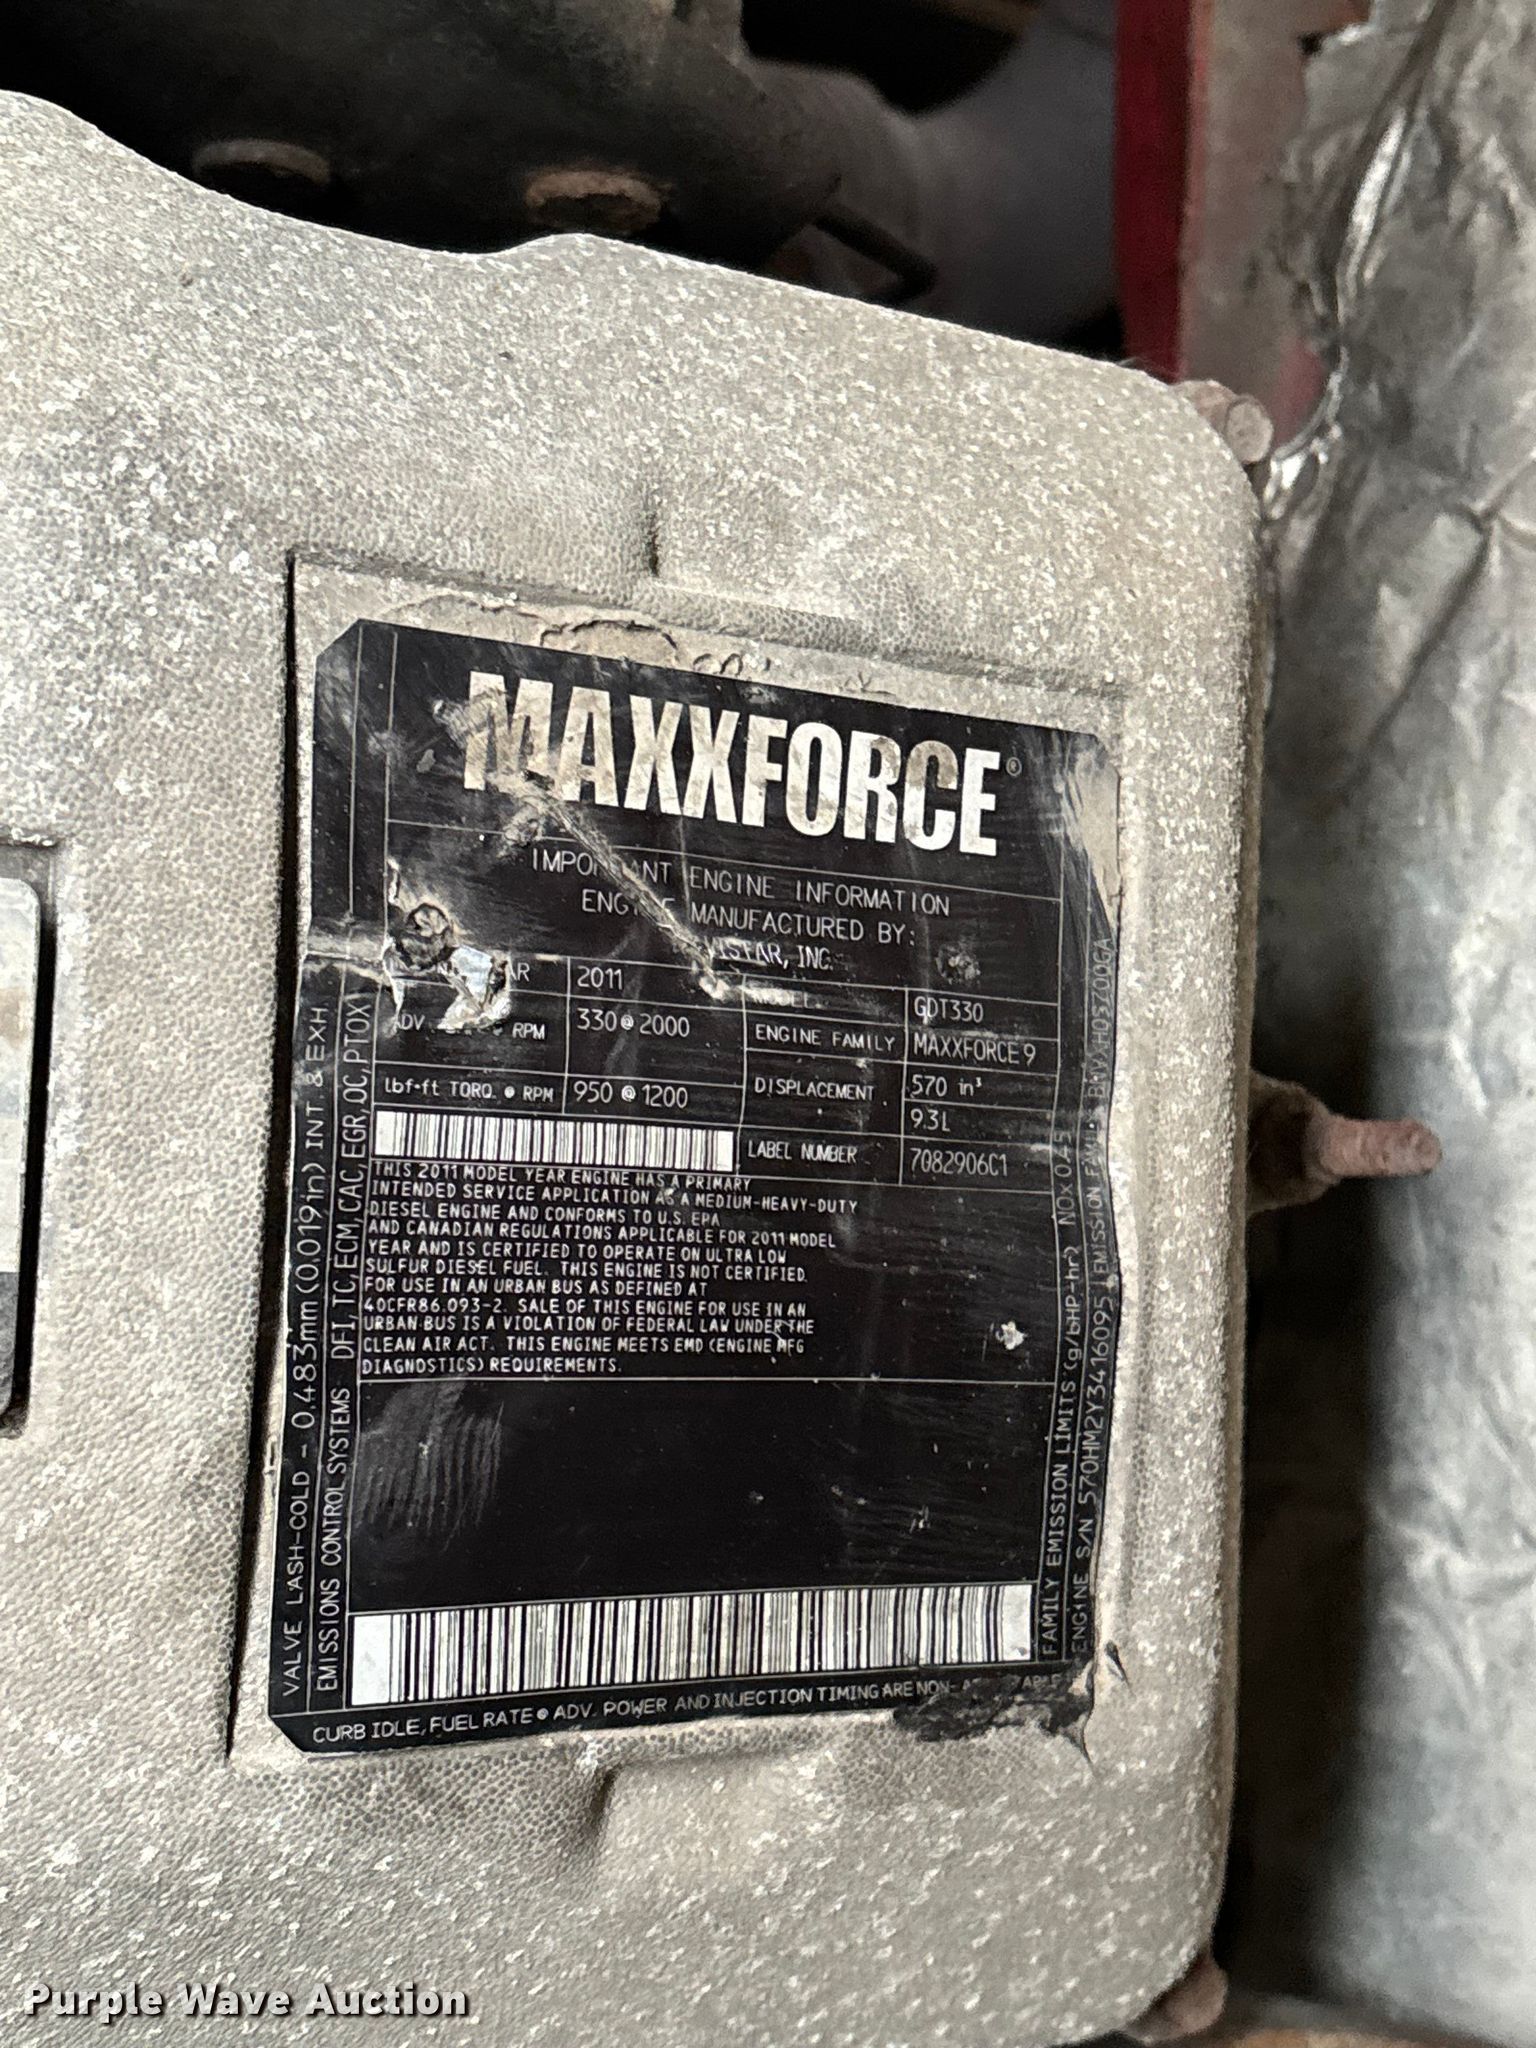 MAXXFORCE®
IMPORTANT ENGINE INFORMATION
ENGINE MANUFACTURED BY:
VISTAR, INC.
AR 2011
ADV RPM 330@2000
lbf-ft TORQ @ RPM 950@1200
MODEL GDT330
ENGINE FAMILY MAXXFORCE 9
DISPLACEMENT 570 in³
9.3L
LABEL NUMBER 7082906C1
THIS 2011 MODEL YEAR ENGINE HAS A PRIMARY
INTENDED SERVICE APPLICATION AS A MEDIUM-HEAVY-DUTY
DIESEL ENGINE AND CONFORMS TO U.S. EPA
AND CANADIAN REGULATIONS APPLICABLE FOR 2011 MODEL
YEAR AND IS CERTIFIED TO OPERATE ON ULTRA LOW
SULFUR DIESEL FUEL. THIS ENGINE IS NOT CERTIFIED
FOR USE IN AN URBAN BUS AS DEFINED AT
40CFR86.093-2. SALE OF THIS ENGINE FOR USE IN AN
URBAN BUS IS A VIOLATION OF FEDERAL LAW UNDER THE
CLEAN AIR ACT. THIS ENGINE MEETS EMD (ENGINE MFG
DIAGNOSTICS) REQUIREMENTS.
VALVE LASH-COLD - 0.483mm (0.019in) INT & EXH
EMISSIONS CONTROL SYSTEMS DFI, TC, ECM, CAC, EGR, OC, PTOX
FAMILY EMISSION LIMITS (g/bHP-hr) NOx 0.45
ENGINE S/N 570HM2Y3416095 EMISSION FAM
CURB IDLE, FUEL RATE @ ADV. POWER AND INJECTION TIMING ARE NON-
Purple Wave Auction